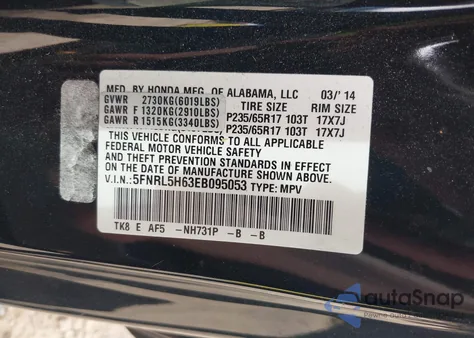 MFD. BY HONDA MFG. OF ALABAMA, LLC 03/'14
GVWR 2730KG(6019LBS) TIRE SIZE RIM SIZE
GAWR F 1320KG(2910LBS) P235/65R17 103T 17X7J
GAWR R 1515KG(3340LBS) P235/65R17 103T 17X7J
THIS VEHICLE CONFORMS TO ALL APPLICABLE
FEDERAL MOTOR VEHICLE SAFETY
AND THEFT PREVENTION STANDARDS IN EFFECT
ON THE DATE OF MANUFACTURE SHOWN ABOVE.
V.I.N: 5FNRL5H63EB095053 TYPE: MPV
TK8 E AF5 -NH731P -B -B
autoSnap